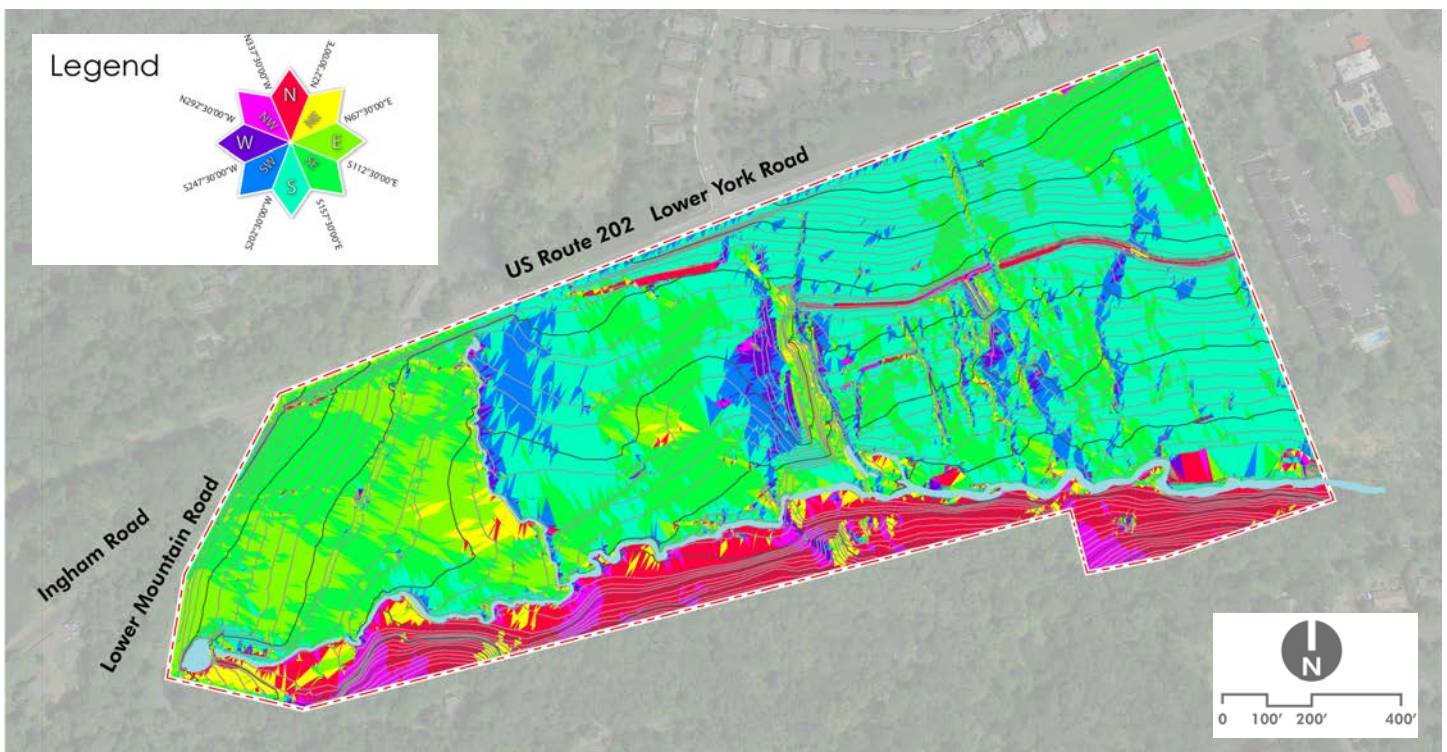 Legend
N337°30'00"W
N22°30'00"E
N292°30'00"W
N67°30'00"E
N
NW
NE
W
E
SW
SE
S
S247°30'00"W
S112°30'00"E
S202°30'00"W
S157°30'00"E
US Route 202 Lower York Road
Ingham Road
Lower Mountain Road
N
0 100' 200' 400'